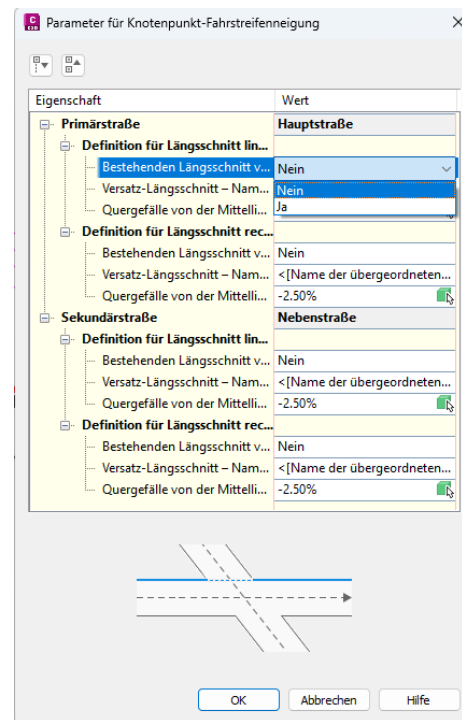 C
C3D
Parameter für Knotenpunkt-Fahrstreifenneigung
Eigenschaft Wert
Primärstraße Hauptstraße
Definition für Längsschnitt lin...
Bestehenden Längsschnitt v... Nein
Versatz-Längsschnitt – Nam... Nein
Quergefälle von der Mittelli... Ja
Definition für Längsschnitt rec...
Bestehenden Längsschnitt v... Nein
Versatz-Längsschnitt – Nam... <[Name der übergeordneten...
Quergefälle von der Mittelli... -2.50%
Sekundärstraße Nebenstraße
Definition für Längsschnitt lin...
Bestehenden Längsschnitt v... Nein
Versatz-Längsschnitt – Nam... <[Name der übergeordneten...
Quergefälle von der Mittelli... -2.50%
Definition für Längsschnitt rec...
Bestehenden Längsschnitt v... Nein
Versatz-Längsschnitt – Nam... <[Name der übergeordneten...
Quergefälle von der Mittelli... -2.50%
OK Abbrechen Hilfe